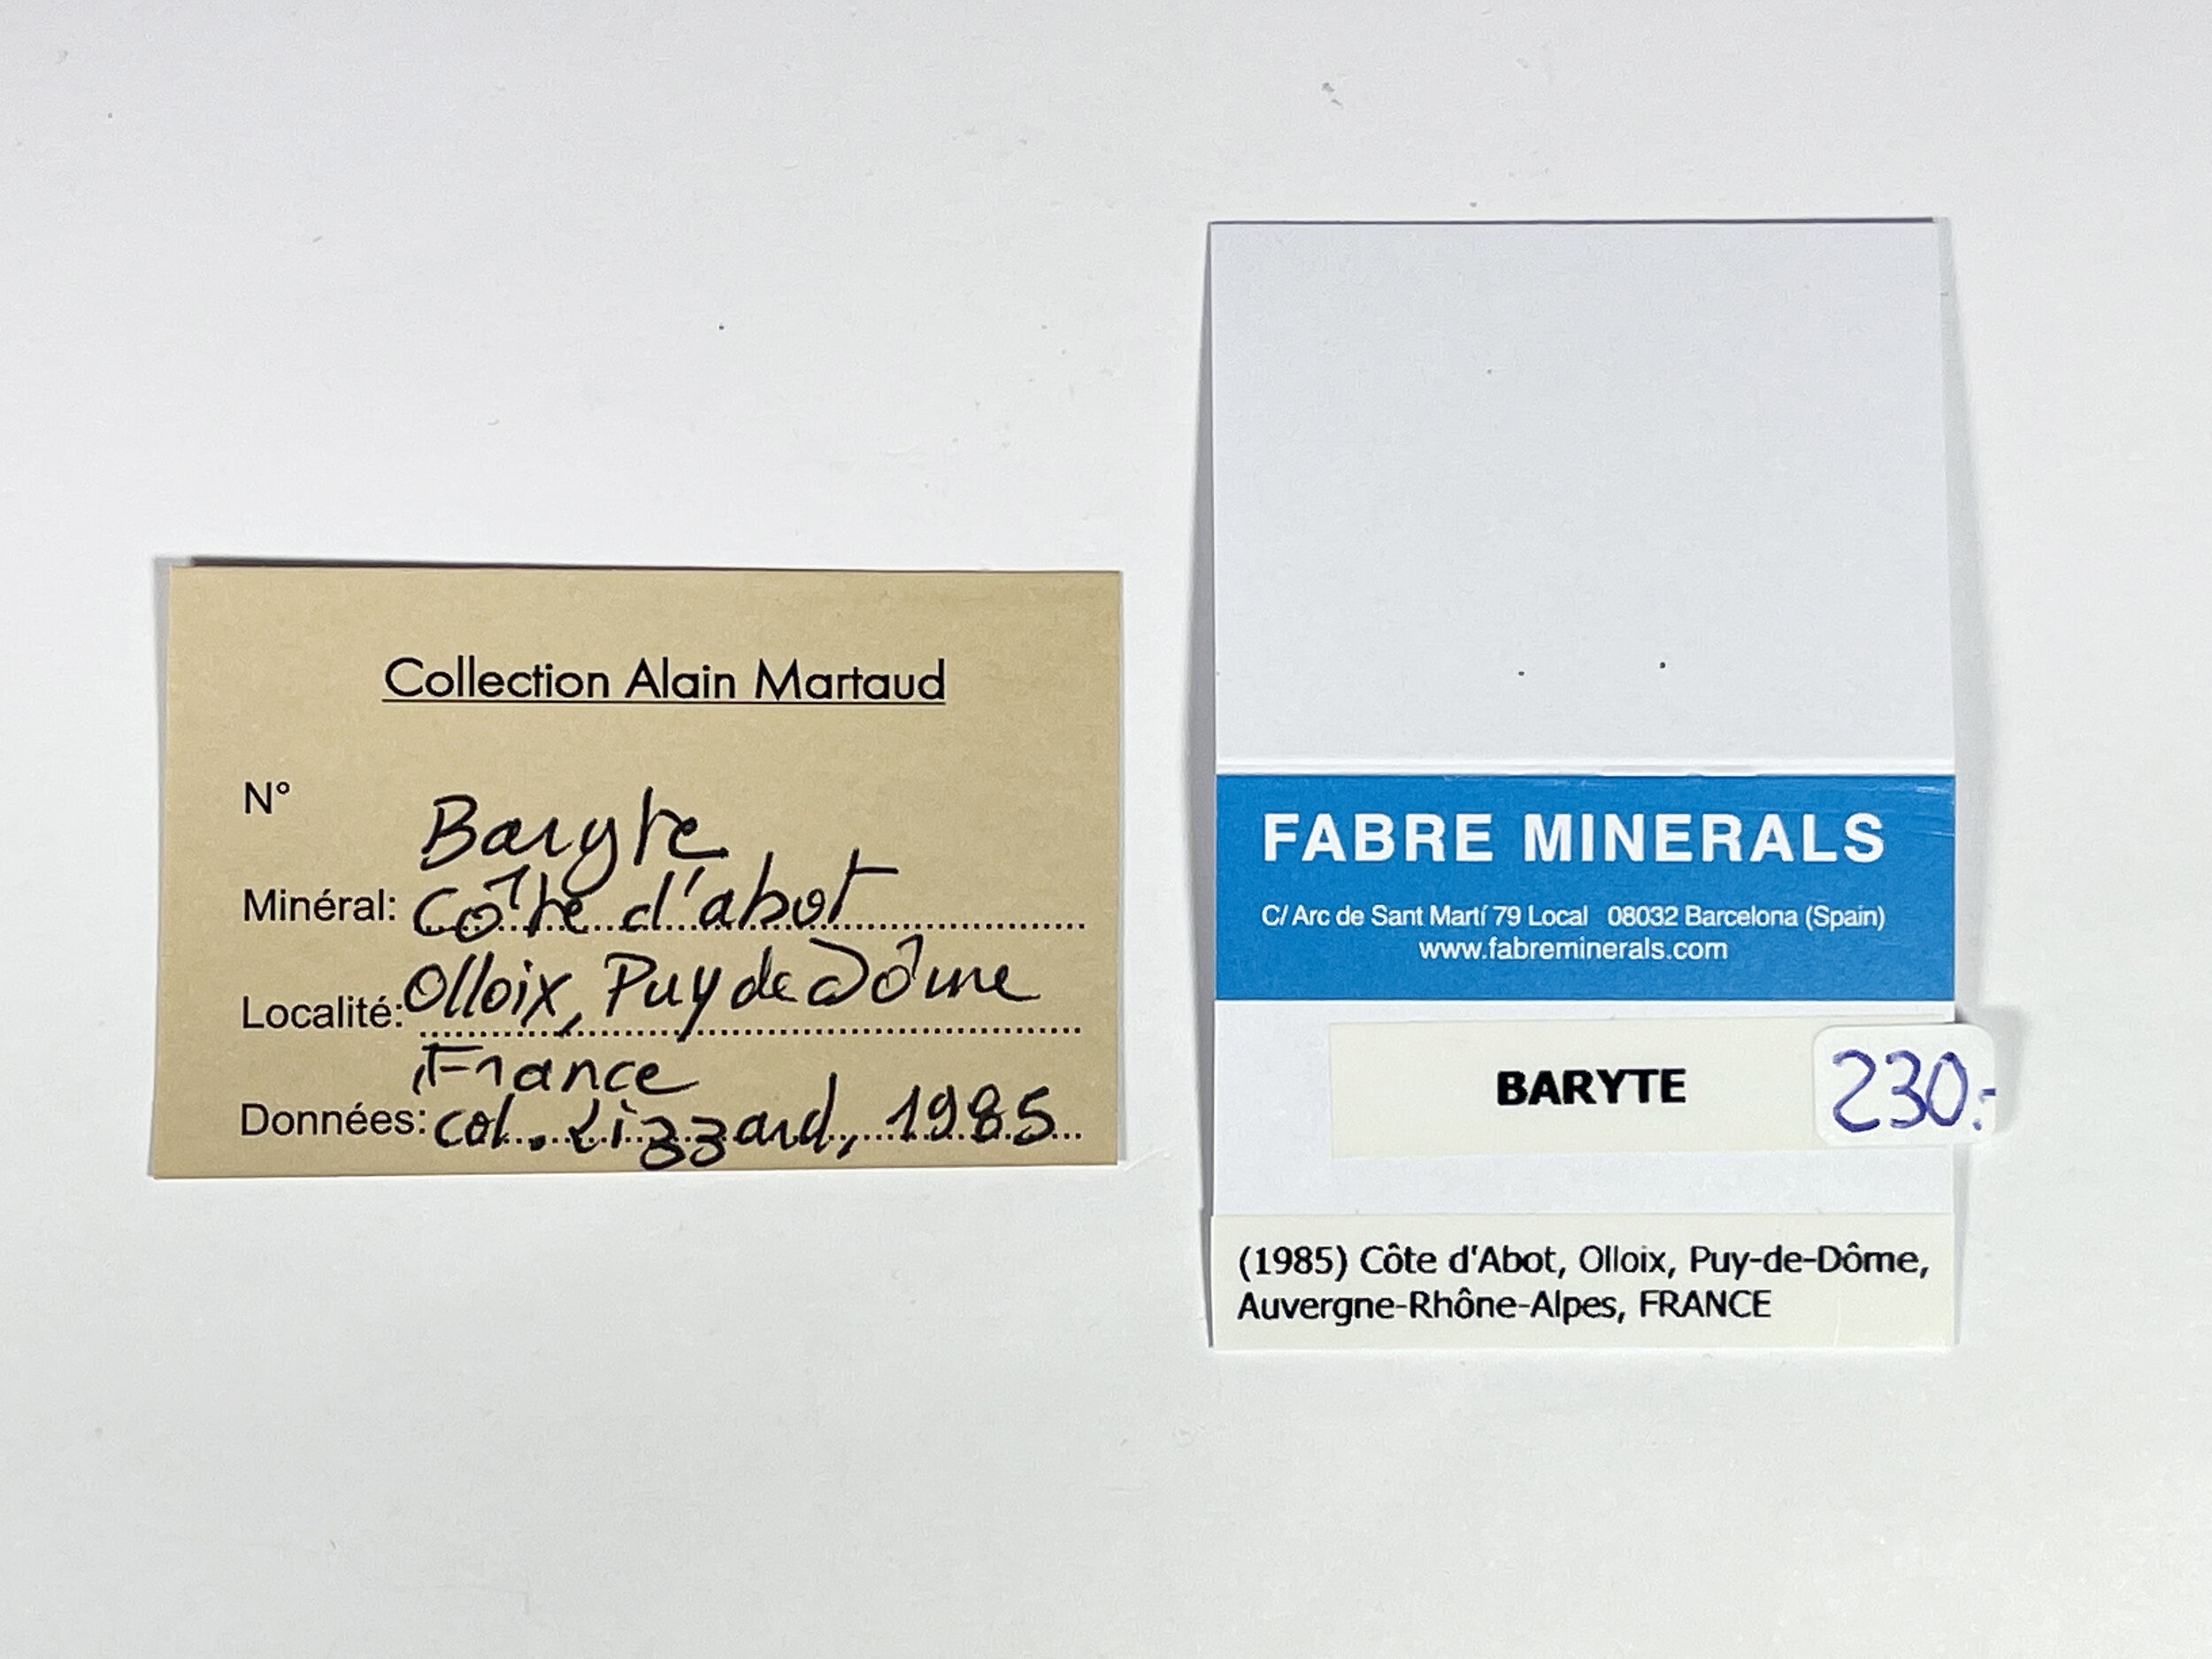 Collection Alain Martaud
N°
Baryte
Minéral: Côte d'abot
Localité: Olloix, Puy de Dôme
France
Données: col. Lizzard, 1985
FABRE MINERALS
C/ Arc de Sant Martí 79 Local 08032 Barcelona (Spain)
www.fabreminerals.com
BARYTE 230.-
(1985) Côte d'Abot, Olloix, Puy-de-Dôme,
Auvergne-Rhône-Alpes, FRANCE